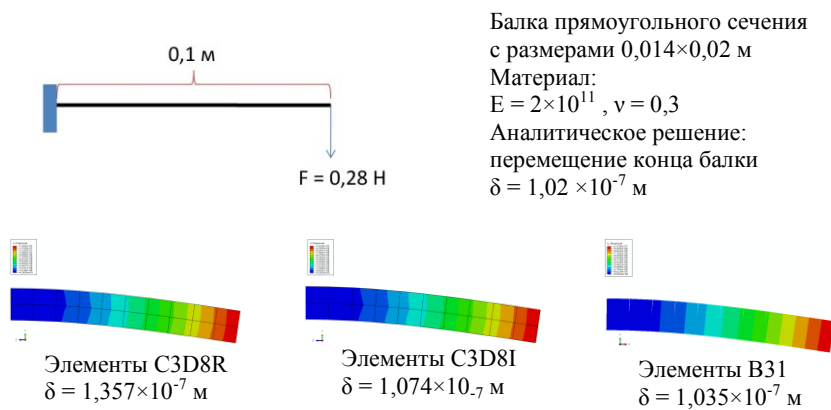 0,1 м
F = 0,28 Н
Балка прямоугольного сечения
с размерами 0,014×0,02 м
Материал:
E = 2×10¹¹ , ν = 0,3
Аналитическое решение:
перемещение конца балки
δ = 1,02 ×10⁻⁷ м
Элементы C3D8R
δ = 1,357×10⁻⁷ м
Элементы C3D8I
δ = 1,074×10₋₇ м
Элементы B31
δ = 1,035×10⁻⁷ м